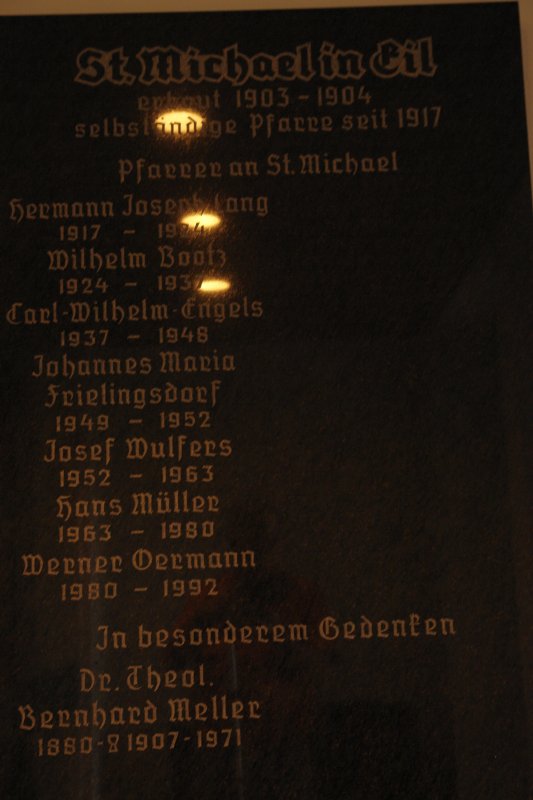 St. Michael in Eil
erbaut 1903 - 1904
selbständige Pfarre seit 1917
Pfarrer an St. Michael
Hermann Joseph Lang
1917 - 1924
Wilhelm Bootz
1924 - 1937
Carl-Wilhelm-Engels
1937 - 1948
Johannes Maria
Frielingsdorf
1949 - 1952
Josef Wulfers
1952 - 1963
Hans Müller
1963 - 1980
Werner Oermann
1980 - 1992
In besonderem Gedenken
Dr. Theol.
Bernhard Meller
1880-1907-1971